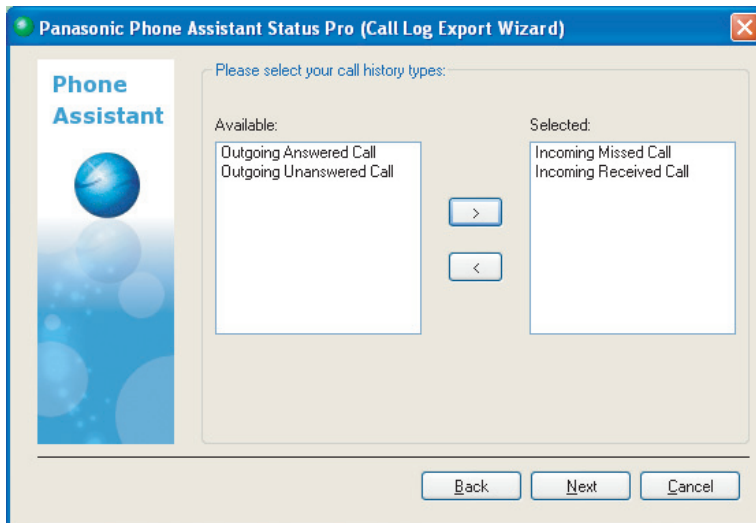 Panasonic Phone Assistant Status Pro (Call Log Export Wizard)
Phone
Assistant
Please select your call history types:
Available:
Outgoing Answered Call
Outgoing Unanswered Call
>
<
Selected:
Incoming Missed Call
Incoming Received Call
Back
Next
Cancel